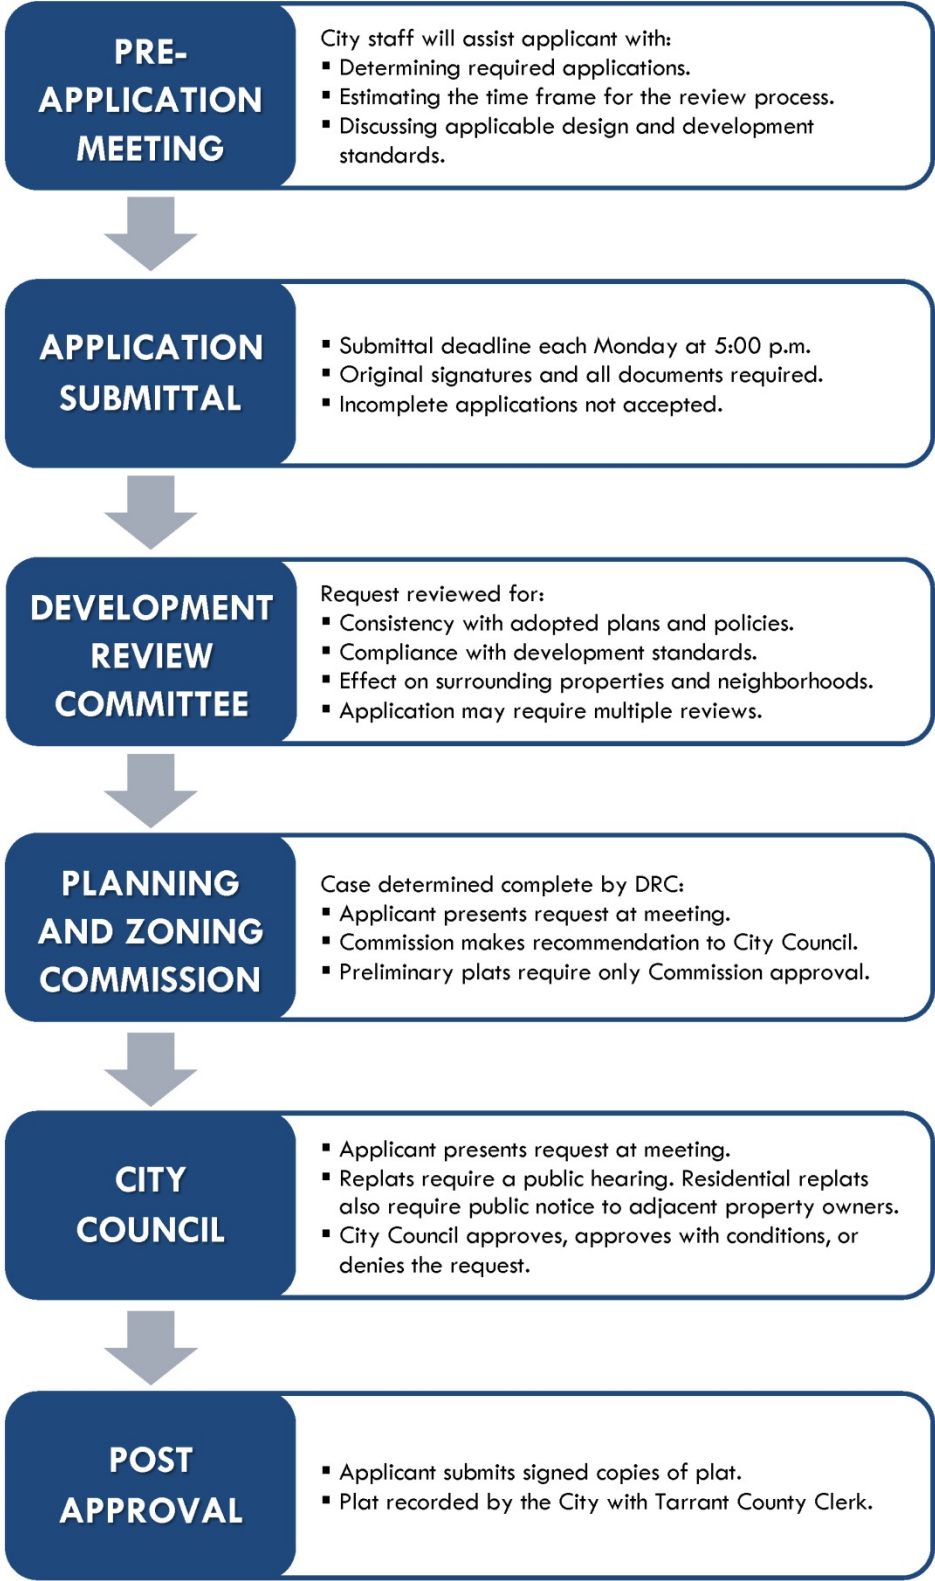 PRE-
APPLICATION
MEETING
City staff will assist applicant with:
▪ Determining required applications.
▪ Estimating the time frame for the review process.
▪ Discussing applicable design and development
standards.
APPLICATION
SUBMITTAL
▪ Submittal deadline each Monday at 5:00 p.m.
▪ Original signatures and all documents required.
▪ Incomplete applications not accepted.
DEVELOPMENT
REVIEW
COMMITTEE
Request reviewed for:
▪ Consistency with adopted plans and policies.
▪ Compliance with development standards.
▪ Effect on surrounding properties and neighborhoods.
▪ Application may require multiple reviews.
PLANNING
AND ZONING
COMMISSION
Case determined complete by DRC:
▪ Applicant presents request at meeting.
▪ Commission makes recommendation to City Council.
▪ Preliminary plats require only Commission approval.
CITY
COUNCIL
▪ Applicant presents request at meeting.
▪ Replats require a public hearing. Residential replats
also require public notice to adjacent property owners.
▪ City Council approves, approves with conditions, or
denies the request.
POST
APPROVAL
▪ Applicant submits signed copies of plat.
▪ Plat recorded by the City with Tarrant County Clerk.